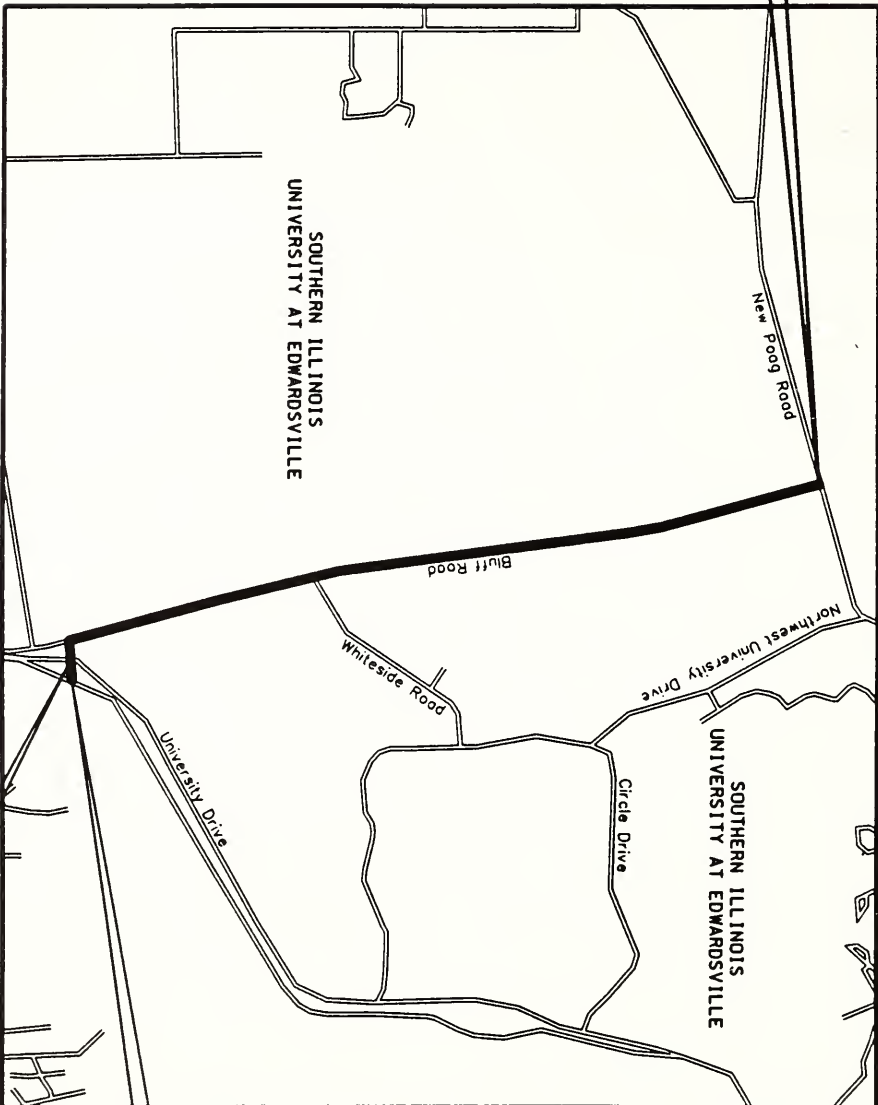 SOUTHERN ILLINOIS
UNIVERSITY AT EDWARDSVILLE
New Poag Road
Bluff Road
Northwest University Drive
Whiteside Road
University Drive
Circle Drive
SOUTHERN ILLINOIS
UNIVERSITY AT EDWARDSVILLE